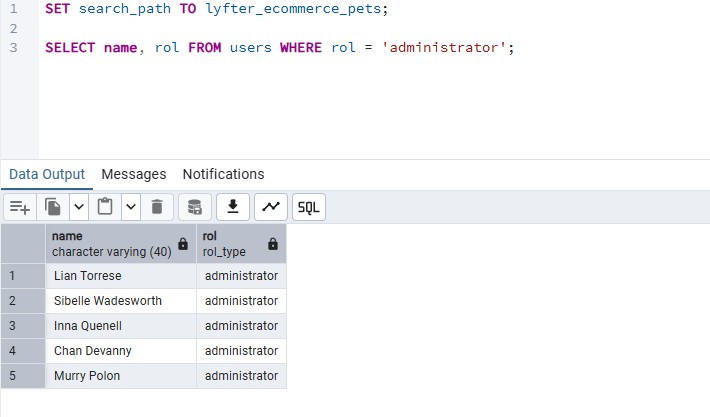 1 SET search_path TO lyfter_ecommerce_pets;
2
3 SELECT name, rol FROM users WHERE rol = 'administrator';
Data Output Messages Notifications
SQL
name rol
character varying (40) rol_type
1 Lian Torrese administrator
2 Sibelle Wadesworth administrator
3 Inna Quenell administrator
4 Chan Devanny administrator
5 Murry Polon administrator